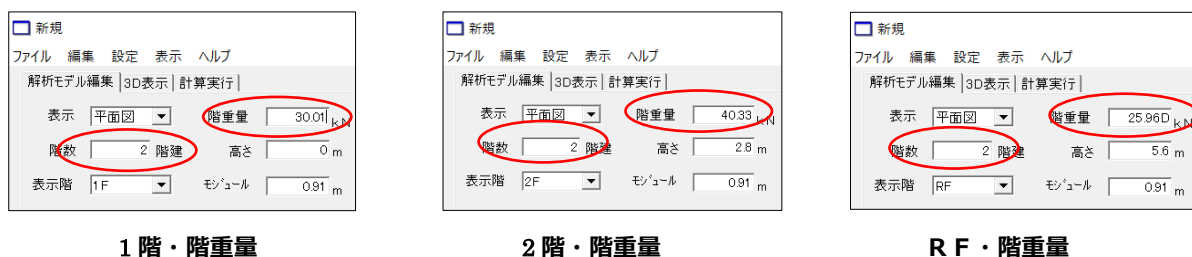 新規
ファイル 編集 設定 表示 ヘルプ
解析モデル編集 3D表示 計算実行
表示 平面図 階重量 30.01 kN
階数 2 階建 高さ 0 m
表示階 1F モジュール 0.91 m
1階・階重量
新規
ファイル 編集 設定 表示 ヘルプ
解析モデル編集 3D表示 計算実行
表示 平面図 階重量 40.33 kN
階数 2 階建 高さ 2.8 m
表示階 2F モジュール 0.91 m
2階・階重量
新規
ファイル 編集 設定 表示 ヘルプ
解析モデル編集 3D表示 計算実行
表示 平面図 階重量 25.96D kN
階数 2 階建 高さ 5.6 m
表示階 RF モジュール 0.91 m
RF・階重量